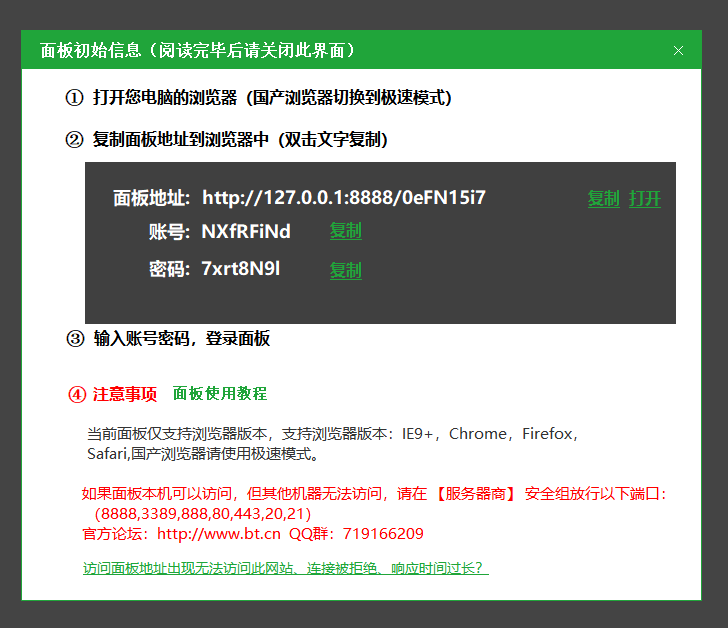 面板初始信息（阅读完毕后请关闭此界面）
① 打开您电脑的浏览器（国产浏览器切换到极速模式）
② 复制面板地址到浏览器中（双击文字复制）
面板地址: http://127.0.0.1:8888/0eFN15i7 复制 打开
账号: NXfRFiNd 复制
密码: 7xrt8N9l 复制
③ 输入账号密码，登录面板
④ 注意事项 面板使用教程
当前面板仅支持浏览器版本，支持浏览器版本：IE9+，Chrome，Firefox，
Safari,国产浏览器请使用极速模式。
如果面板本机可以访问，但其他机器无法访问，请在 【服务器商】 安全组放行以下端口：
（8888,3389,888,80,443,20,21）
官方论坛：http://www.bt.cn QQ群：719166209
访问面板地址出现无法访问此网站、连接被拒绝、响应时间过长？